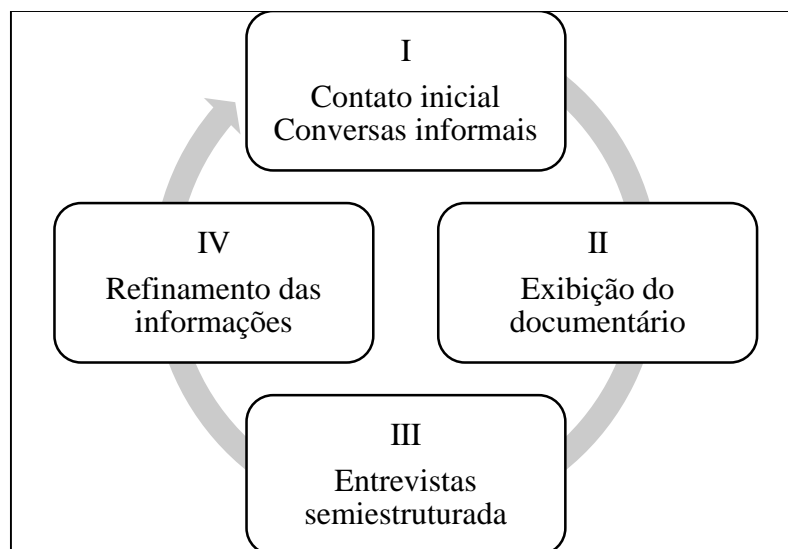 I
Contato inicial
Conversas informais
II
Exibição do
documentário
III
Entrevistas
semiestruturada
IV
Refinamento das
informações